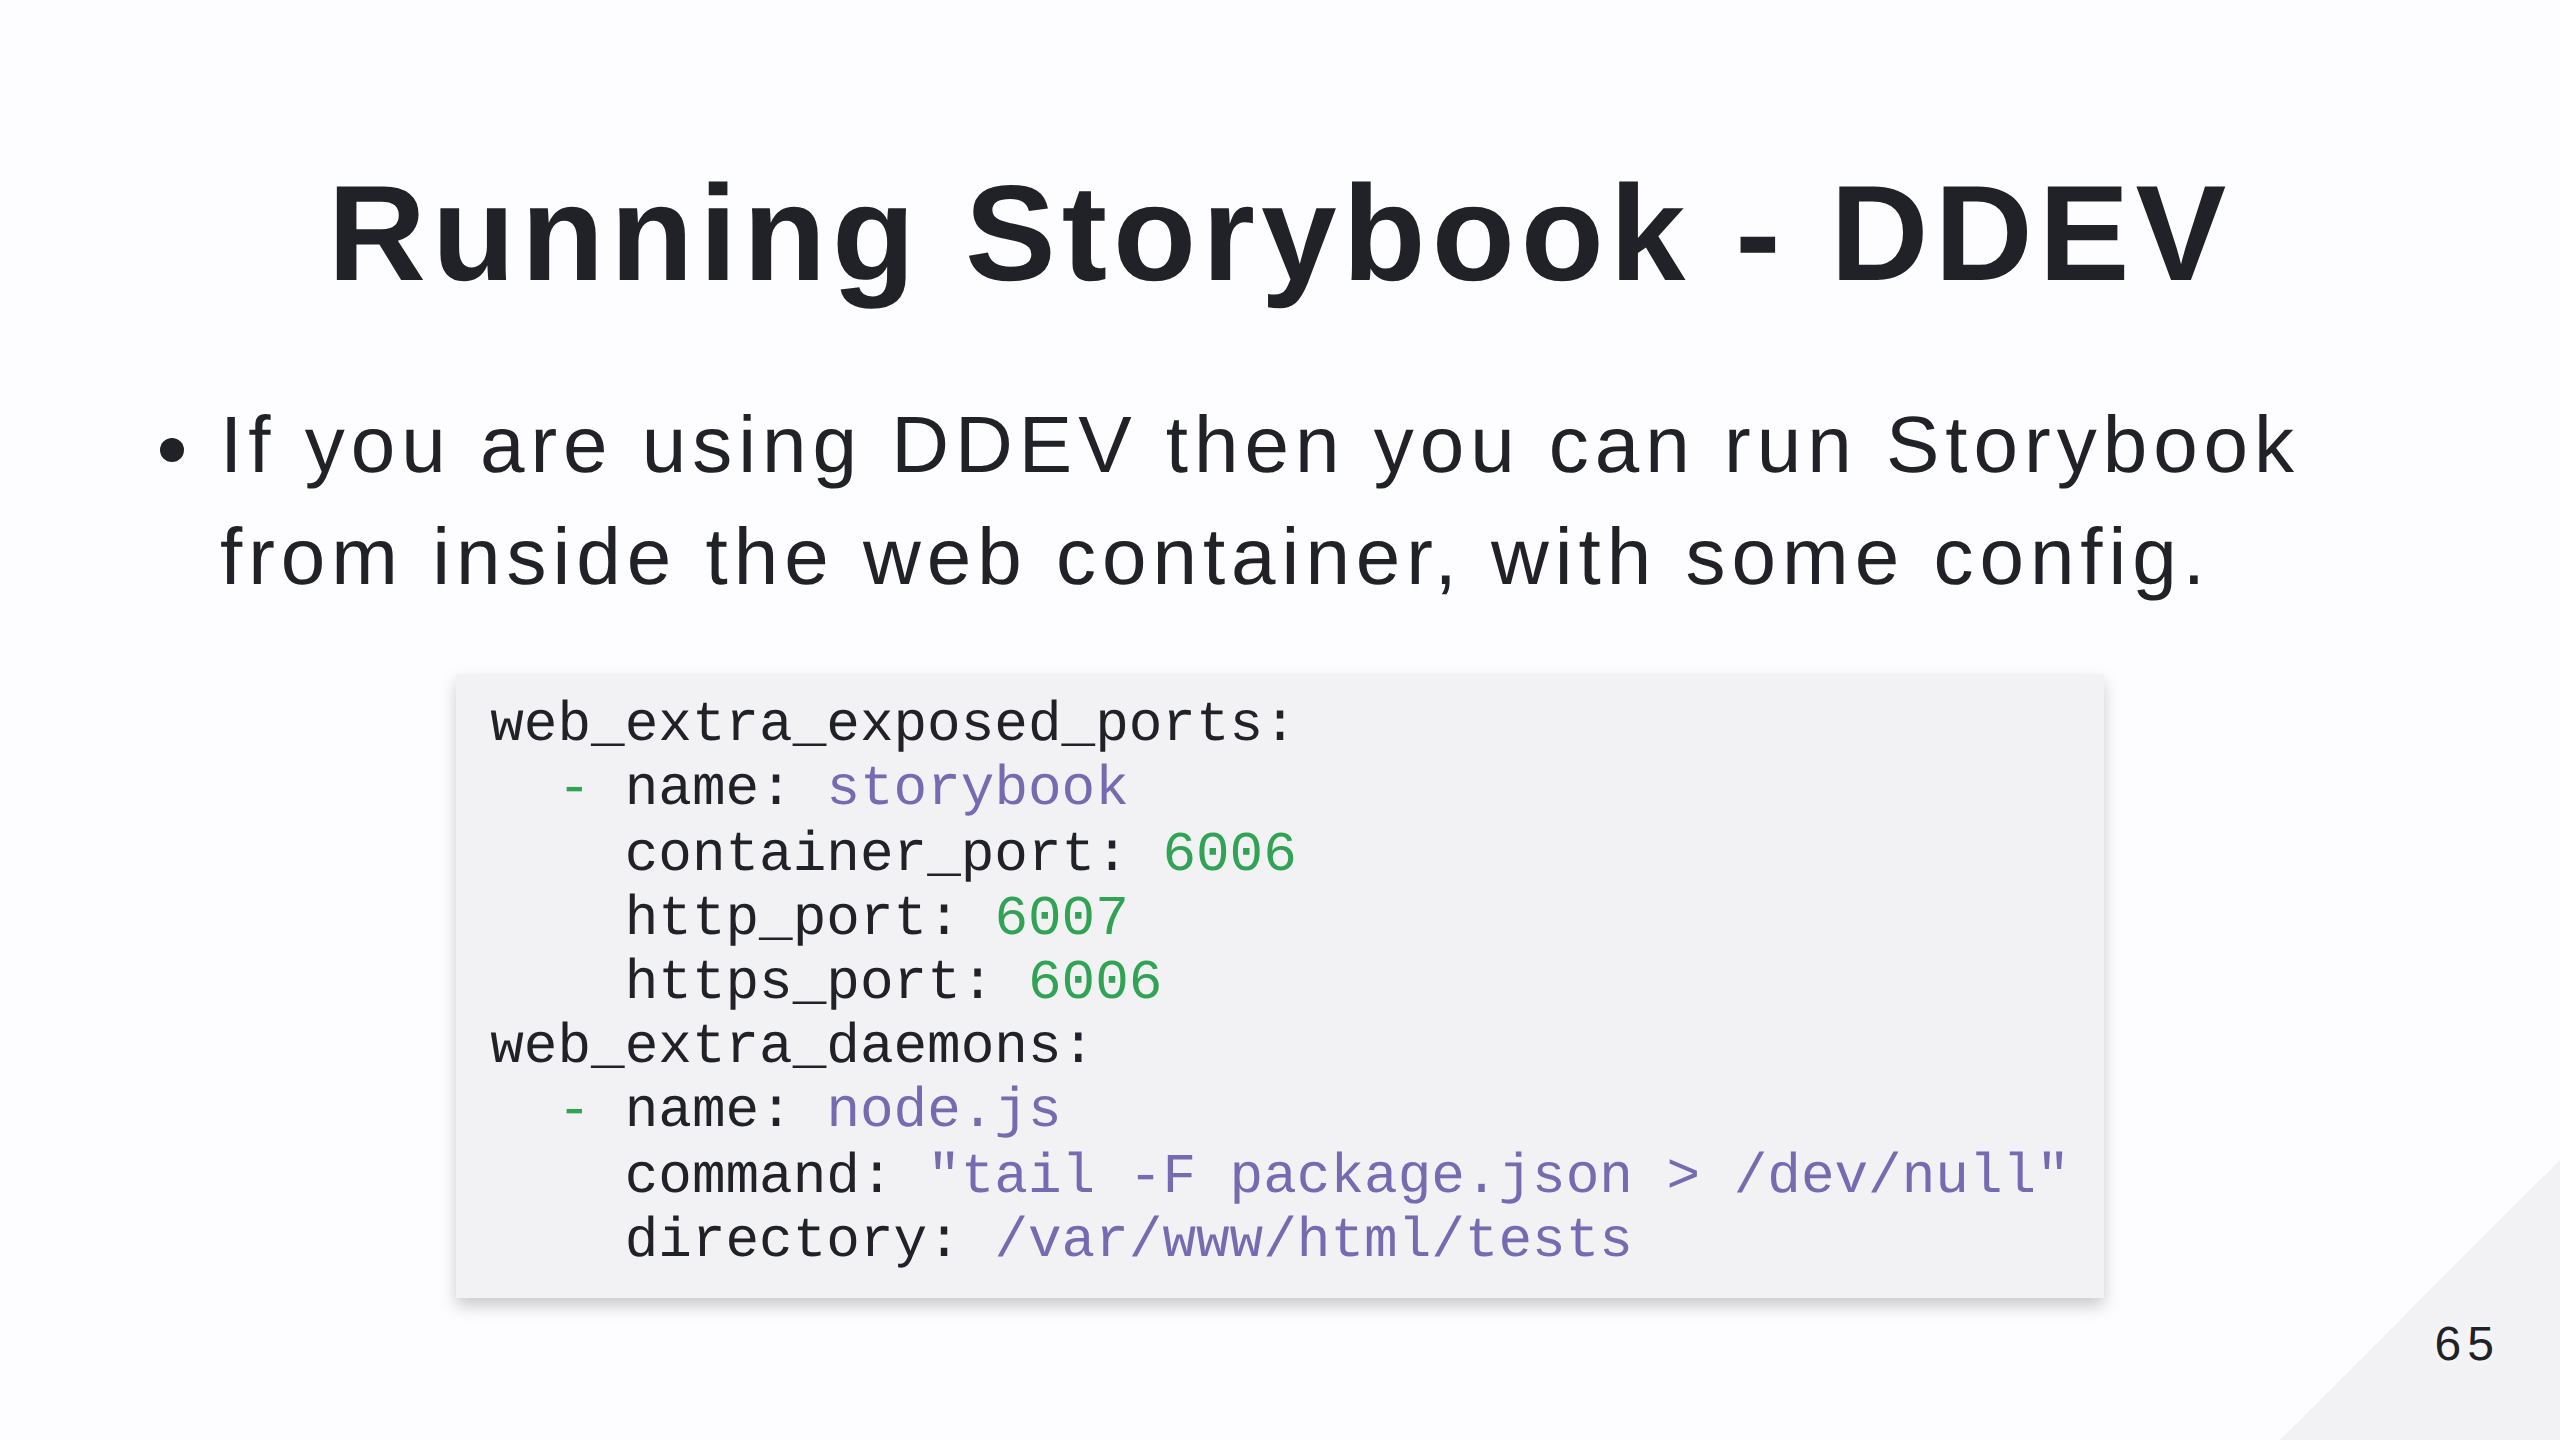 Running Storybook - DDEV
• If you are using DDEV then you can run Storybook
from inside the web container, with some config.
web_extra_exposed_ports:
  - name: storybook
    container_port: 6006
    http_port: 6007
    https_port: 6006
web_extra_daemons:
  - name: node.js
    command: "tail -F package.json > /dev/null"
    directory: /var/www/html/tests
65